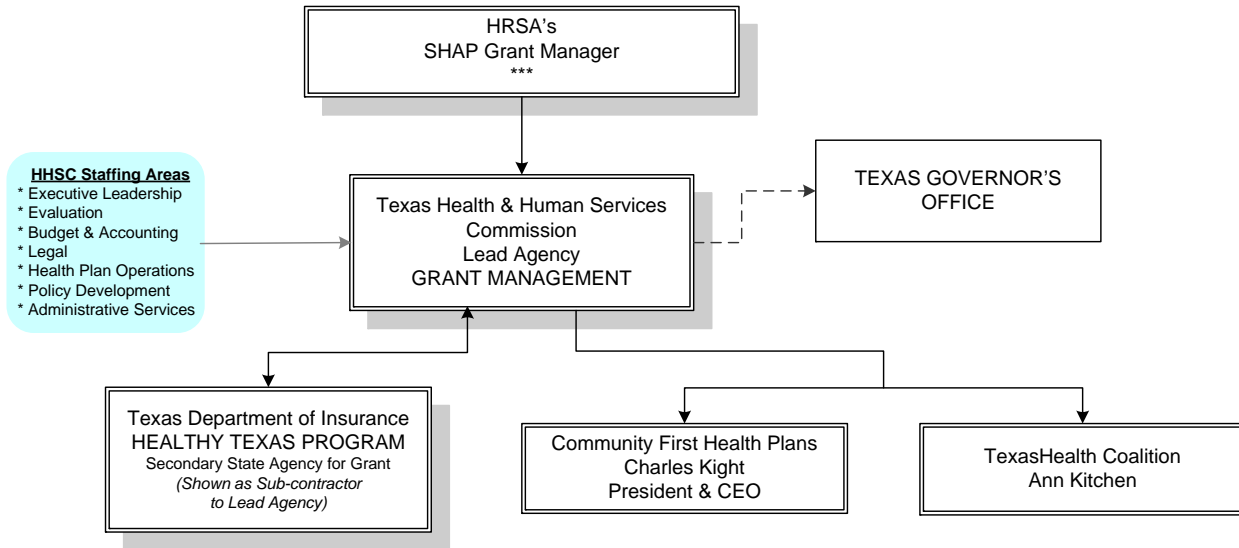 HRSA's
SHAP Grant Manager
***
HHSC Staffing Areas
* Executive Leadership
* Evaluation
* Budget & Accounting
* Legal
* Health Plan Operations
* Policy Development
* Administrative Services
Texas Health & Human Services
Commission
Lead Agency
GRANT MANAGEMENT
TEXAS GOVERNOR'S
OFFICE
Texas Department of Insurance
HEALTHY TEXAS PROGRAM
Secondary State Agency for Grant
(Shown as Sub-contractor
to Lead Agency)
Community First Health Plans
Charles Kight
President & CEO
TexasHealth Coalition
Ann Kitchen